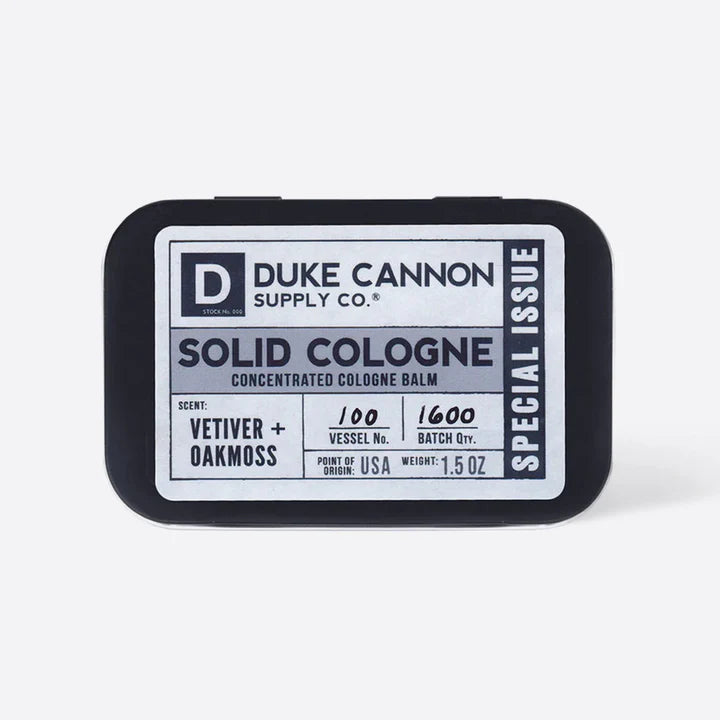 D
STOCK No. 000
DUKE CANNON
SUPPLY CO.®
SOLID COLOGNE
CONCENTRATED COLOGNE BALM
SCENT:
VETIVER +
OAKMOSS
100
VESSEL No.
1600
BATCH QTY.
POINT OF
ORIGIN: USA
WEIGHT: 1.5 OZ
SPECIAL ISSUE